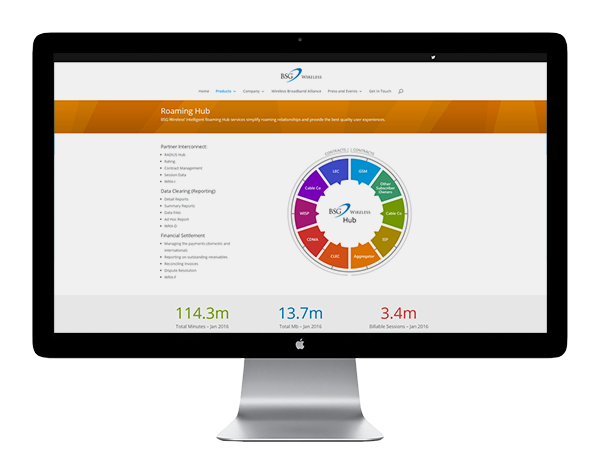 BSG WIRELESS
Home Products Company Wireless Broadband Alliance Press and Events Get in Touch
Roaming Hub
BSG Wireless' Intelligent Roaming Hub services simplify roaming relationships and provide the best quality user experiences.
Partner Interconnect:
RADIUS Hub
Rating
Contract Management
Session Data
WRIX-i
Data Clearing (Reporting)
Detail Reports
Summary Reports
Data Files
Ad-Hoc Report
WRIX-D
Financial Settlement
Managing the payments (domestic and
international)
Reporting on outstanding receivables
Reconciling Invoices
Dispute Resolution
WRIX-F
CONTRACTS CONTRACTS
LEC
GSM
Cable Co
Other
Subscriber
Owners
WISP
BSG WIRELESS
Hub
Cable Co
CDMA
ISP
CLEC
Aggregator
114.3m
13.7m
3.4m
Total Minutes – Jan 2016
Total Mb – Jan 2016
Billable Sessions – Jan 2016